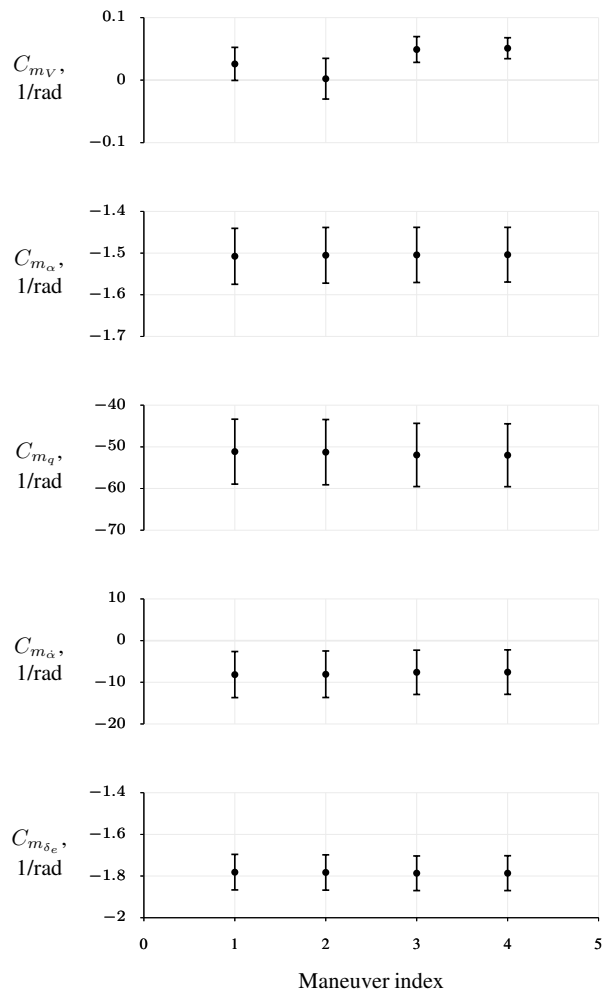 0.1
C_{m_V},
1/rad
0
−0.1
−1.4
C_{m_α},
1/rad
−1.5
−1.6
−1.7
−40
C_{m_q},
1/rad
−50
−60
−70
10
C_{m_{\dot{α}}},
1/rad
0
−10
−20
−1.4
−1.6
C_{m_{δ_e}},
1/rad
−1.8
−2
0 1 2 3 4 5
Maneuver index